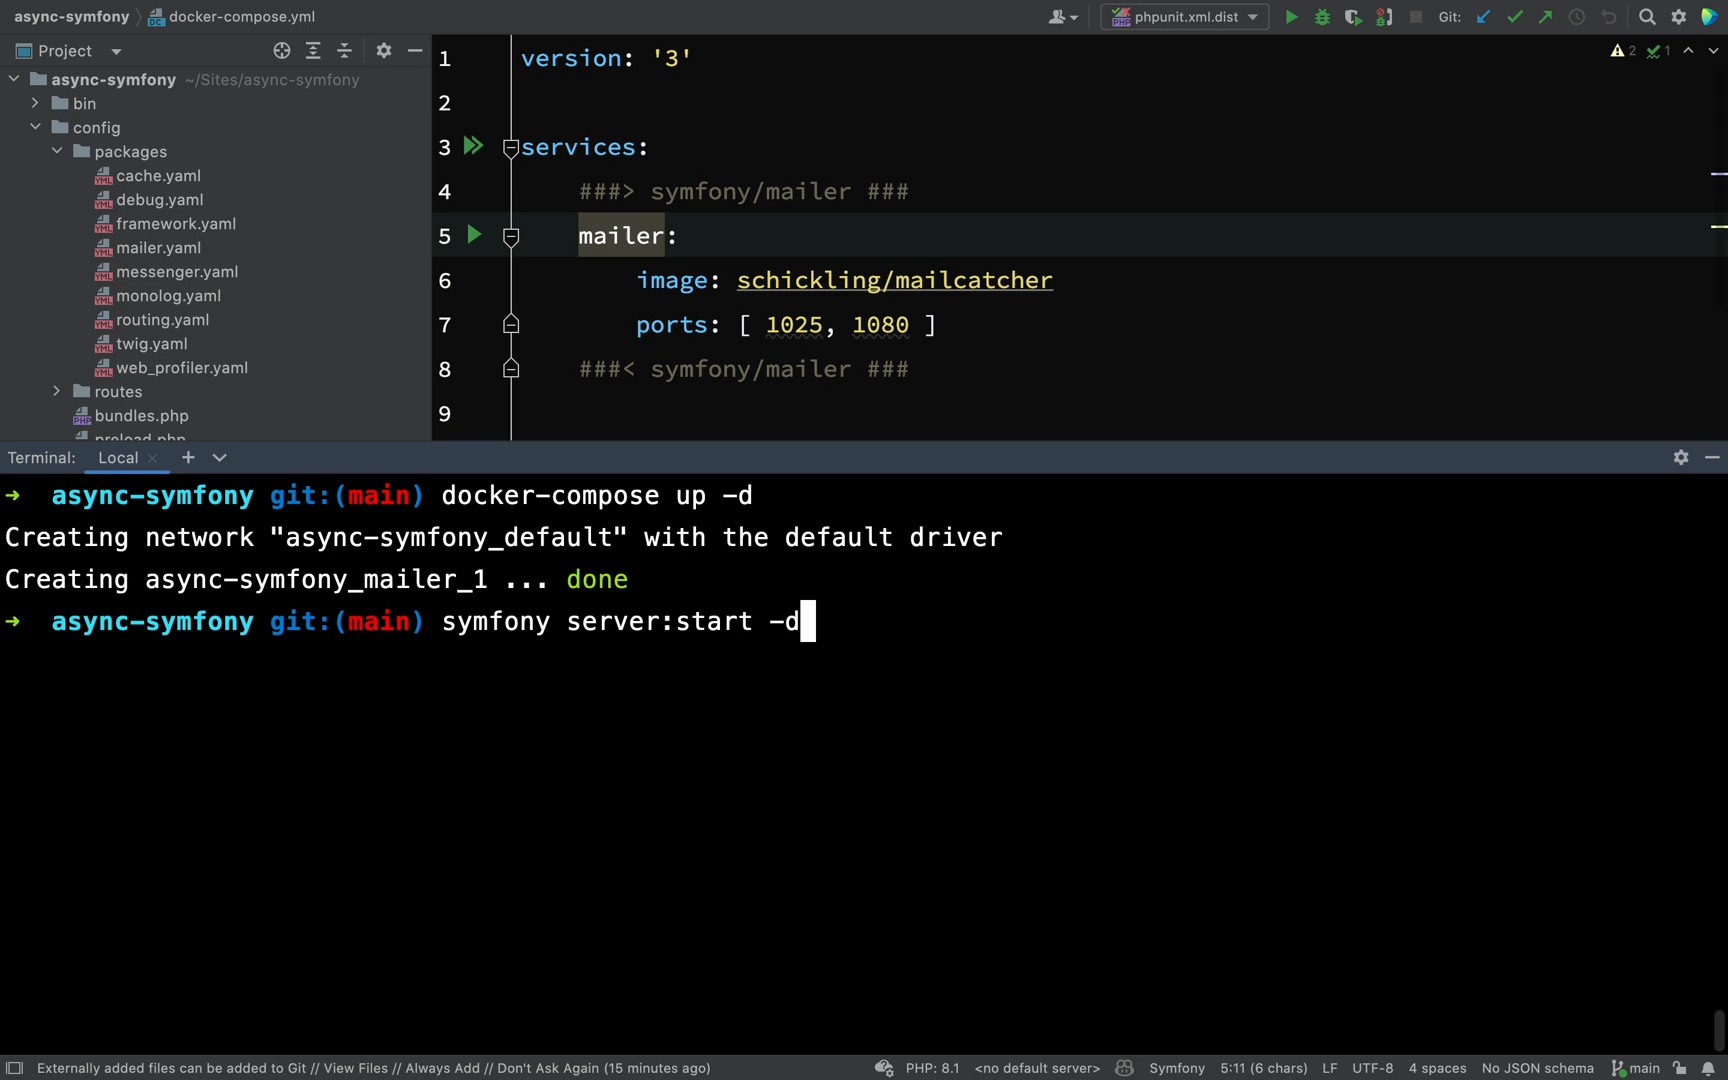 async-symfony docker-compose.yml phpunit.xml.dist Git:
Project
async-symfony ~/Sites/async-symfony
bin
config
packages
cache.yaml
debug.yaml
framework.yaml
mailer.yaml
messenger.yaml
monolog.yaml
routing.yaml
twig.yaml
web_profiler.yaml
routes
bundles.php
preload.php
2 1
1 version: '3'
2
3 services:
4 ###> symfony/mailer ###
5 mailer:
6 image: schickling/mailcatcher
7 ports: [ 1025, 1080 ]
8 ###< symfony/mailer ###
9
Terminal: Local
→ async-symfony git:(main) docker-compose up -d
Creating network "async-symfony_default" with the default driver
Creating async-symfony_mailer_1 ... done
→ async-symfony git:(main) symfony server:start -d
Externally added files can be added to Git // View Files // Always Add // Don't Ask Again (15 minutes ago) PHP: 8.1 <no default server> Symfony 5:11 (6 chars) LF UTF-8 4 spaces No JSON schema main